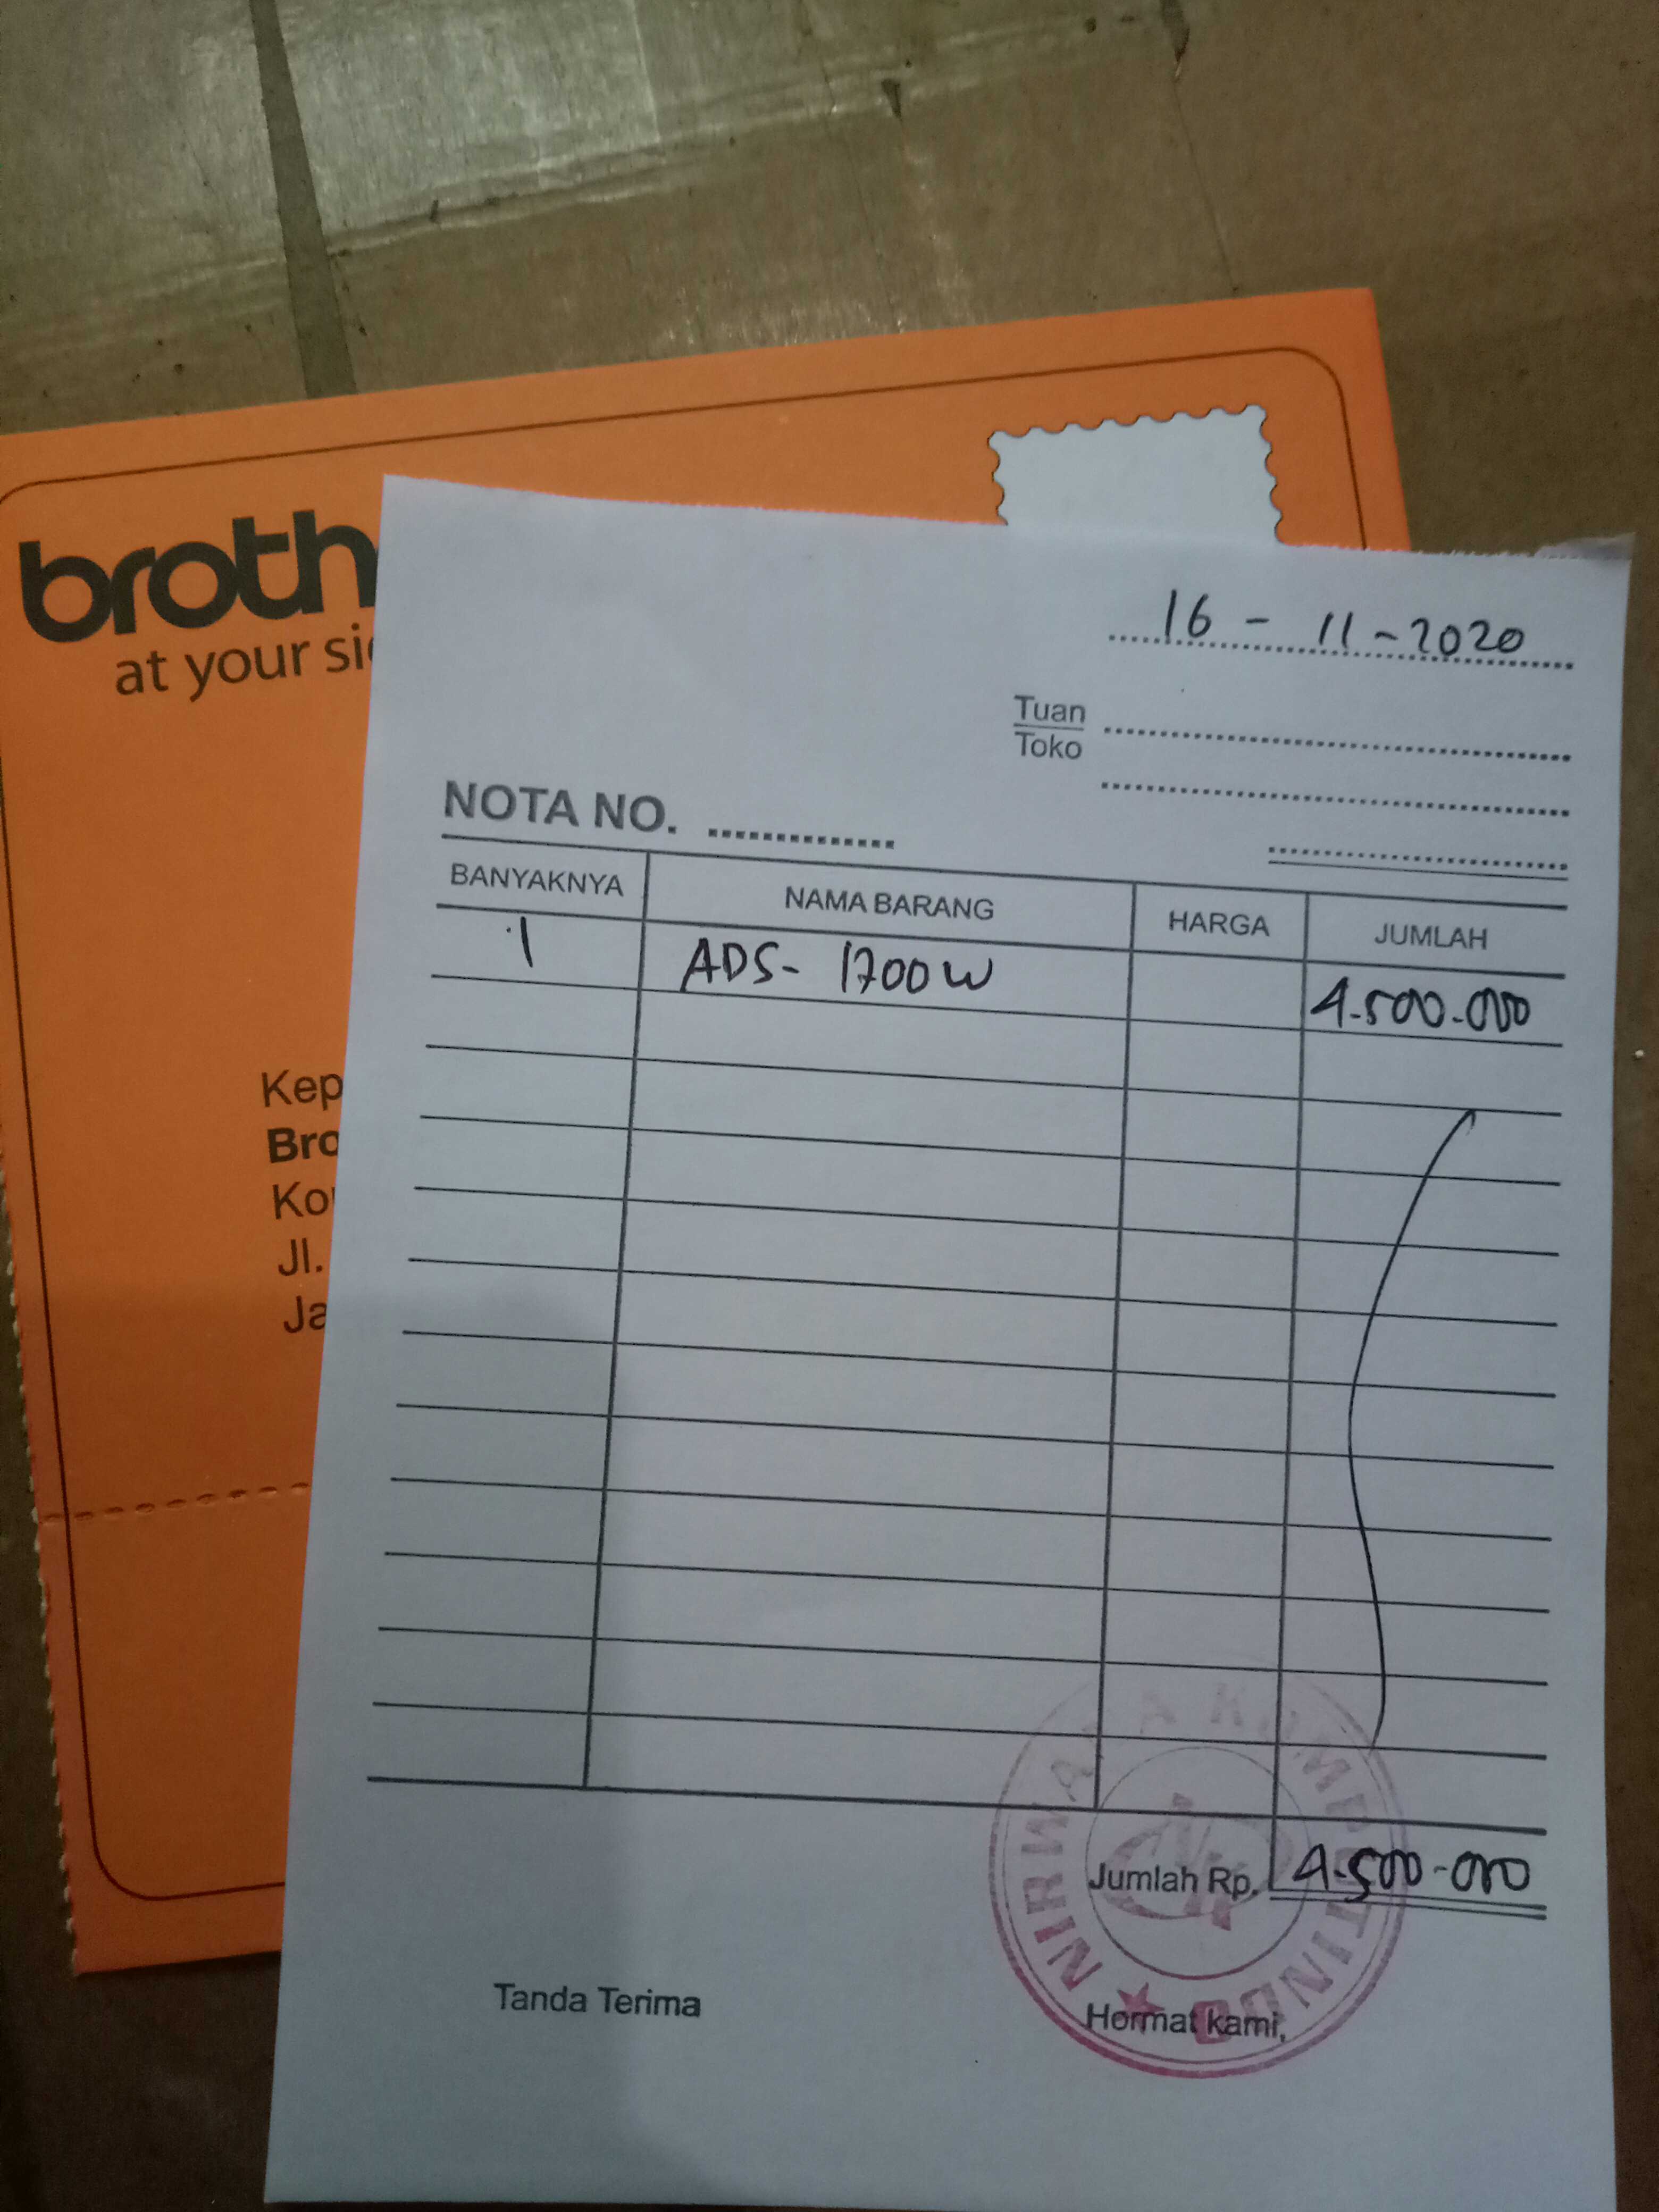 broth
at your si
Kep
Bro
Ko
Jl.
Ja
16 - 11 - 2020
Tuan
Toko
NOTA NO.
BANYAKNYA NAMA BARANG HARGA JUMLAH
1 ADS- 1700W 4.500.000
Jumlah Rp. 4.500.000
Tanda Terima Hormat kami,